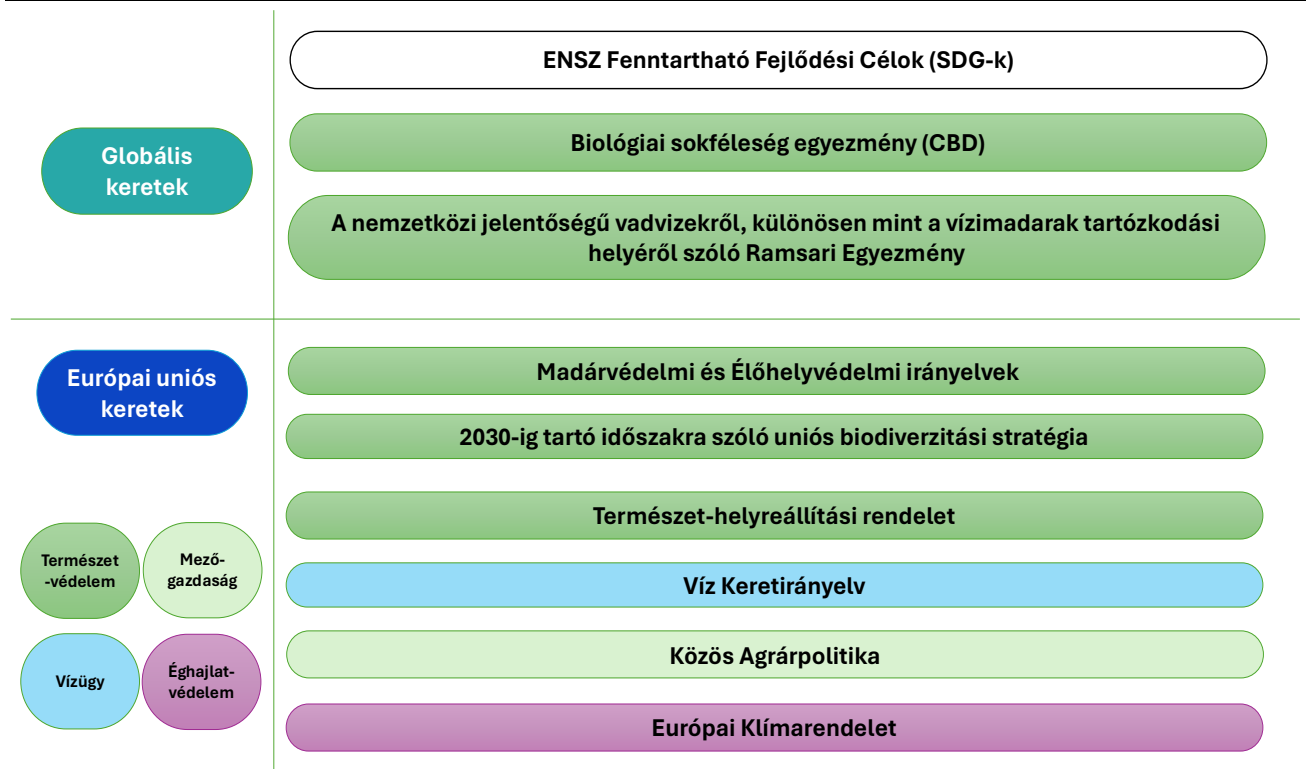 Globális
keretek
ENSZ Fenntartható Fejlődési Célok (SDG-k)
Biológiai sokféleség egyezmény (CBD)
A nemzetközi jelentőségű vadvizekről, különösen mint a vízimadarak tartózkodási
helyéről szóló Ramsari Egyezmény
Európai uniós
keretek
Madárvédelmi és Élőhelyvédelmi irányelvek
2030-ig tartó időszakra szóló uniós biodiverzitási stratégia
Természet-helyreállítási rendelet
Víz Keretirányelv
Közös Agrárpolitika
Európai Klímarendelet
Természet
-védelem
Mező-
gazdaság
Vízügy
Éghajlat-
védelem